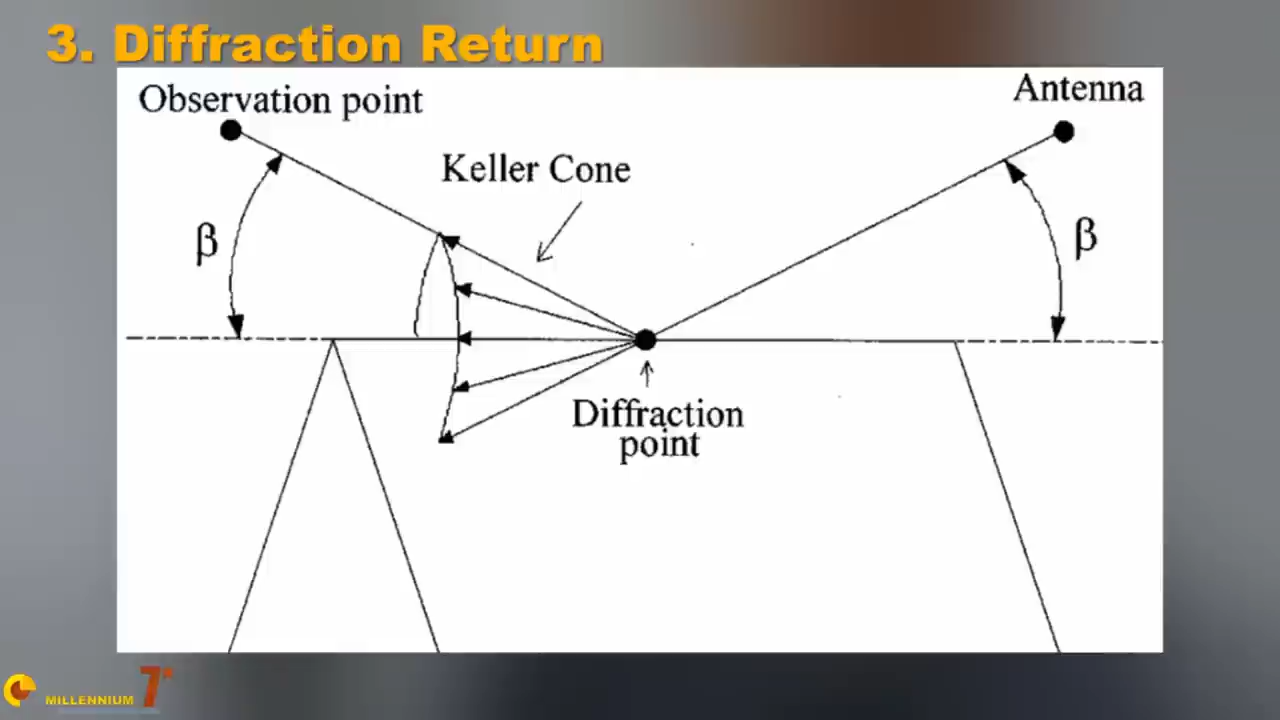 3. Diffraction Return
Observation point
Antenna
Keller Cone
β
β
Diffraction
point
MILLENNIUM 7*